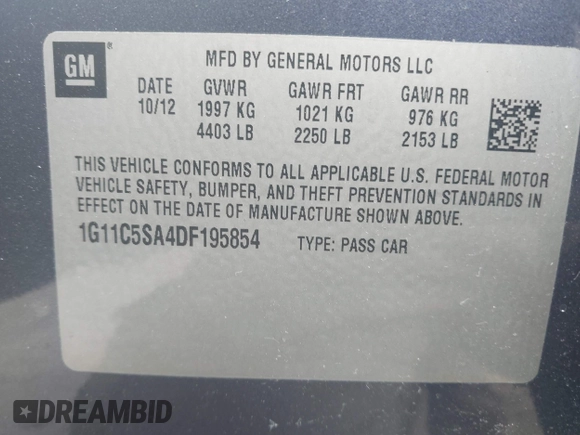 GM®
MFD BY GENERAL MOTORS LLC
DATE GVWR GAWR FRT GAWR RR
10/12 1997 KG 1021 KG 976 KG
4403 LB 2250 LB 2153 LB
THIS VEHICLE CONFORMS TO ALL APPLICABLE U.S. FEDERAL MOTOR
VEHICLE SAFETY, BUMPER, AND THEFT PREVENTION STANDARDS IN
EFFECT ON THE DATE OF MANUFACTURE SHOWN ABOVE.
1G11C5SA4DF195854 TYPE: PASS CAR
DREAMBID